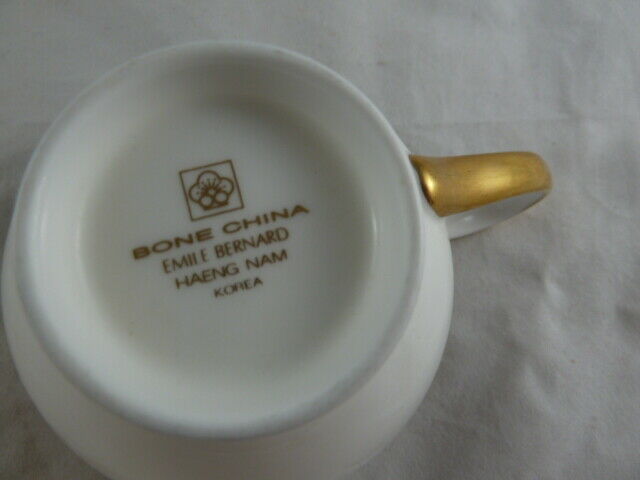 BONE CHINA
EMILE BERNARD
HAENG NAM
KOREA